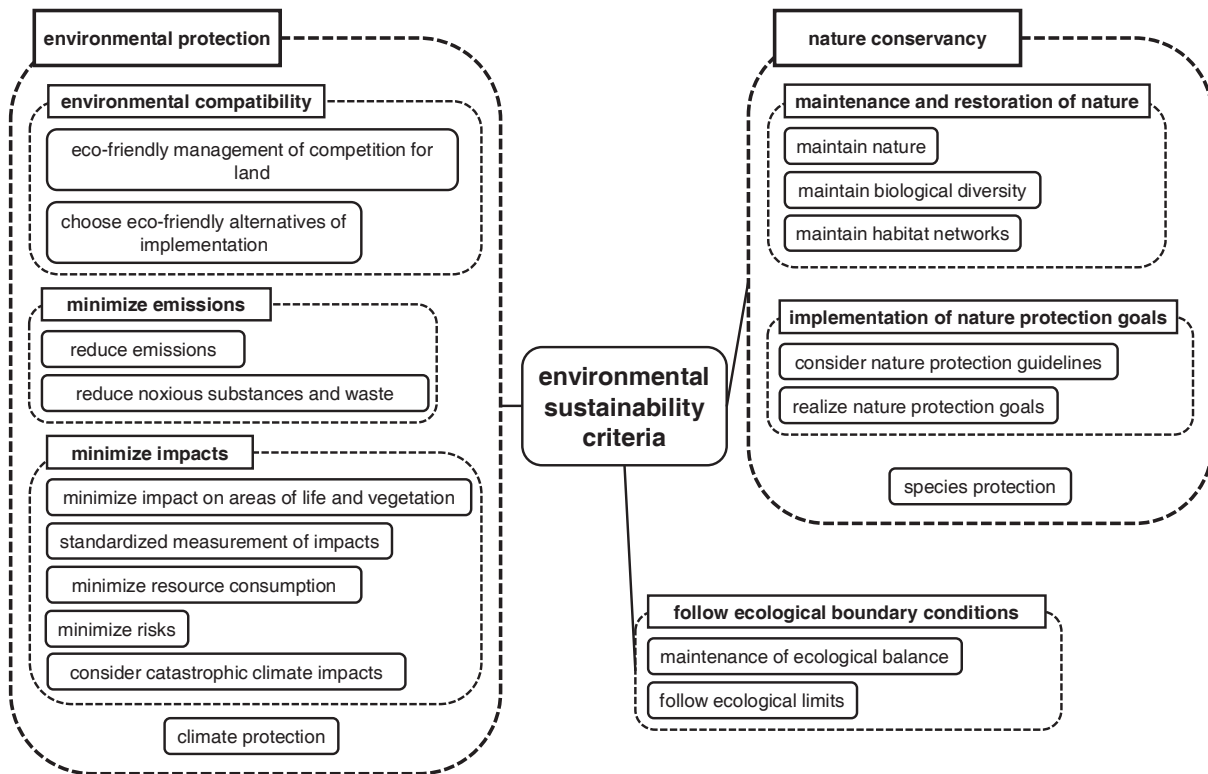 environmental protection
environmental compatibility
eco-friendly management of competition for
land
choose eco-friendly alternatives of
implementation
minimize emissions
reduce emissions
reduce noxious substances and waste
minimize impacts
minimize impact on areas of life and vegetation
standardized measurement of impacts
minimize resource consumption
minimize risks
consider catastrophic climate impacts
climate protection
environmental
sustainability
criteria
nature conservancy
maintenance and restoration of nature
maintain nature
maintain biological diversity
maintain habitat networks
implementation of nature protection goals
consider nature protection guidelines
realize nature protection goals
species protection
follow ecological boundary conditions
maintenance of ecological balance
follow ecological limits